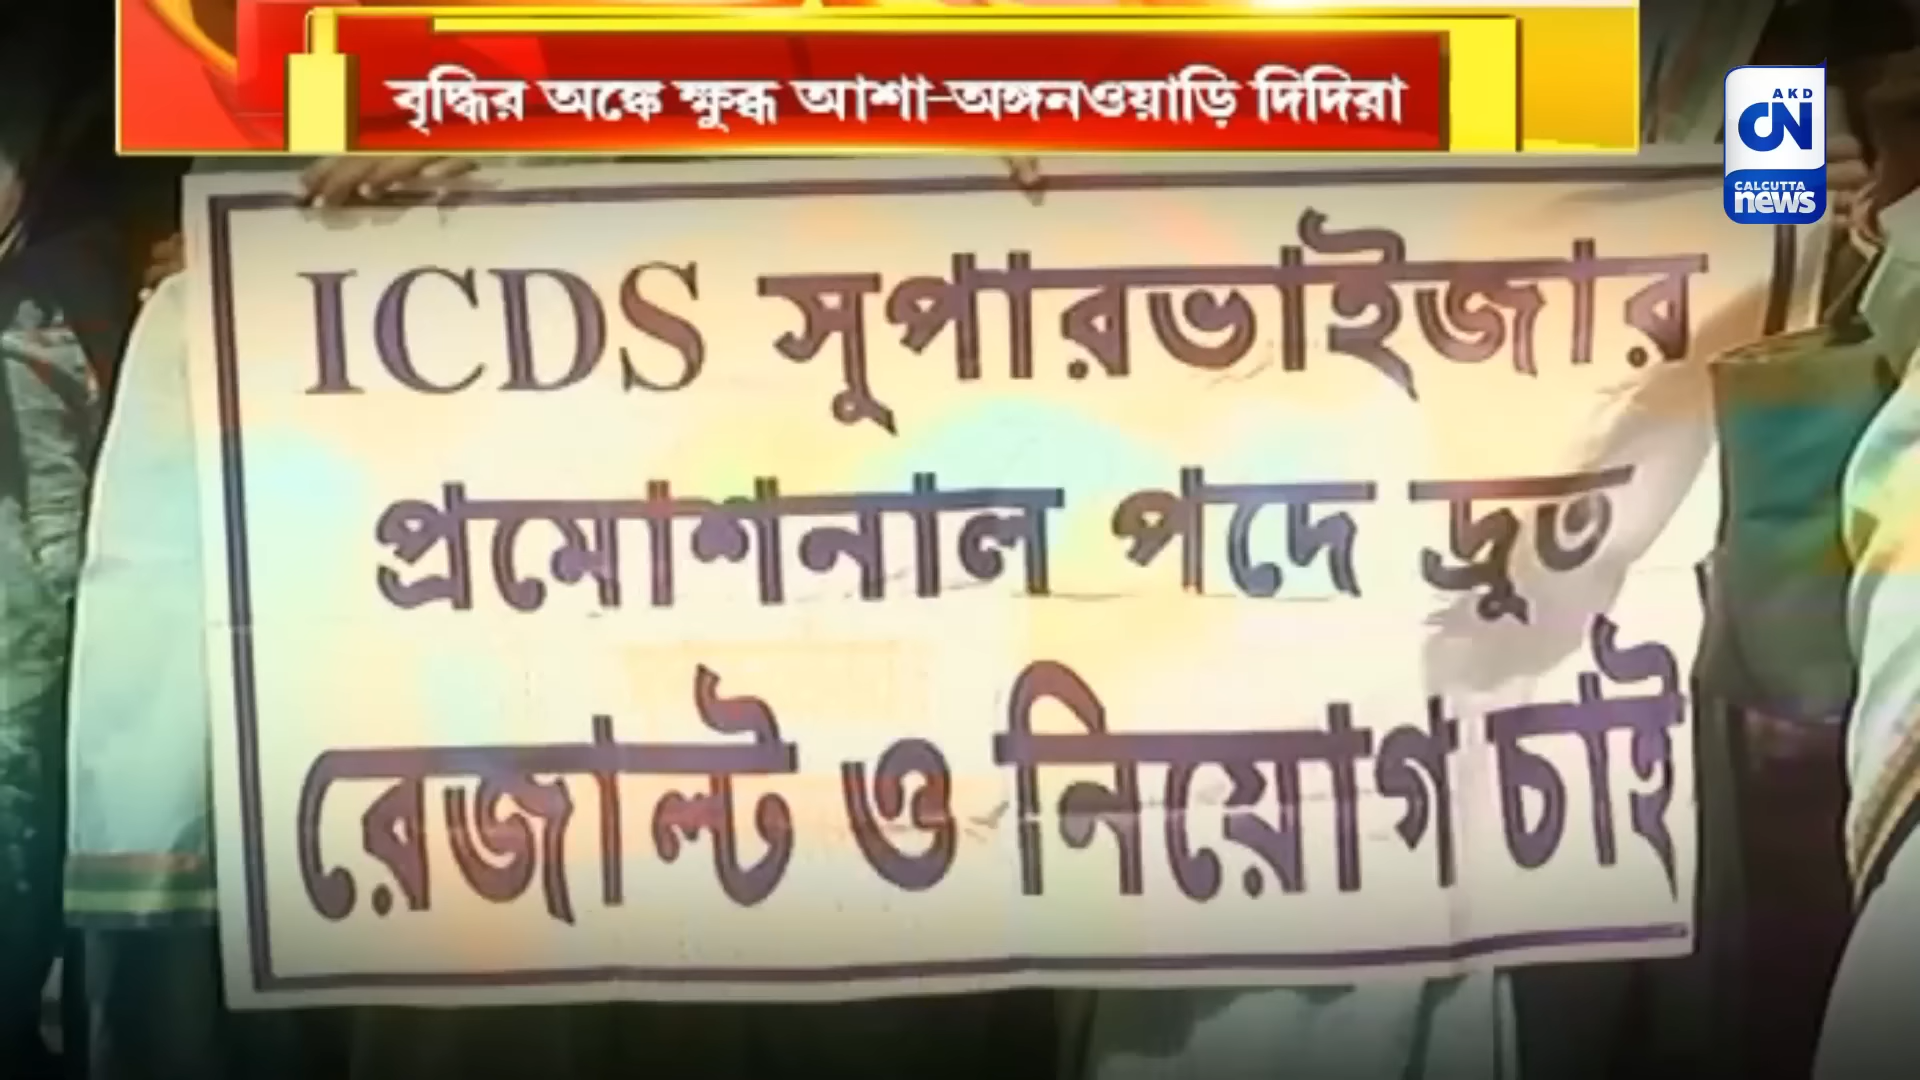 বৃদ্ধির অঙ্কে ক্ষুব্ধ আশা-অঙ্গনওয়াড়ি দিদিরা
AKD
CN
CALCUTTA
news
ICDS সুপারভাইজার
প্রমোশনাল পদে দ্রুত
রেজাল্ট ও নিয়োগ চাই